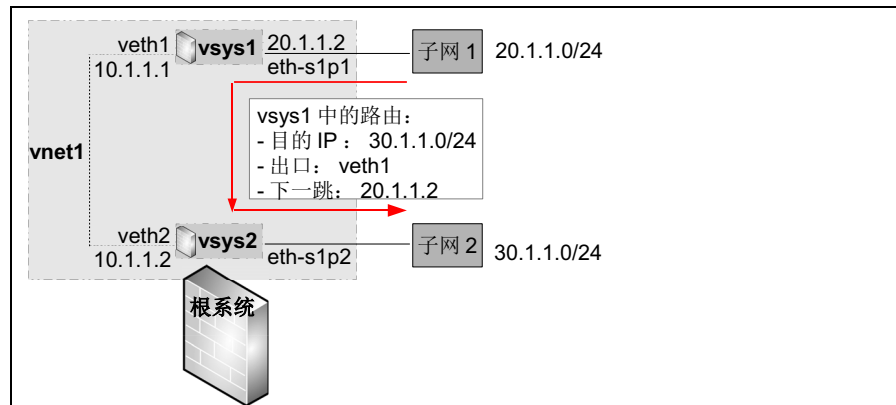 veth1
vsys1
20.1.1.2
子网 1
20.1.1.0/24
10.1.1.1
eth-s1p1
vsys1 中的路由：
- 目的 IP： 30.1.1.0/24
- 出口： veth1
- 下一跳： 20.1.1.2
vnet1
veth2
vsys2
子网 2
30.1.1.0/24
10.1.1.2
eth-s1p2
根系统